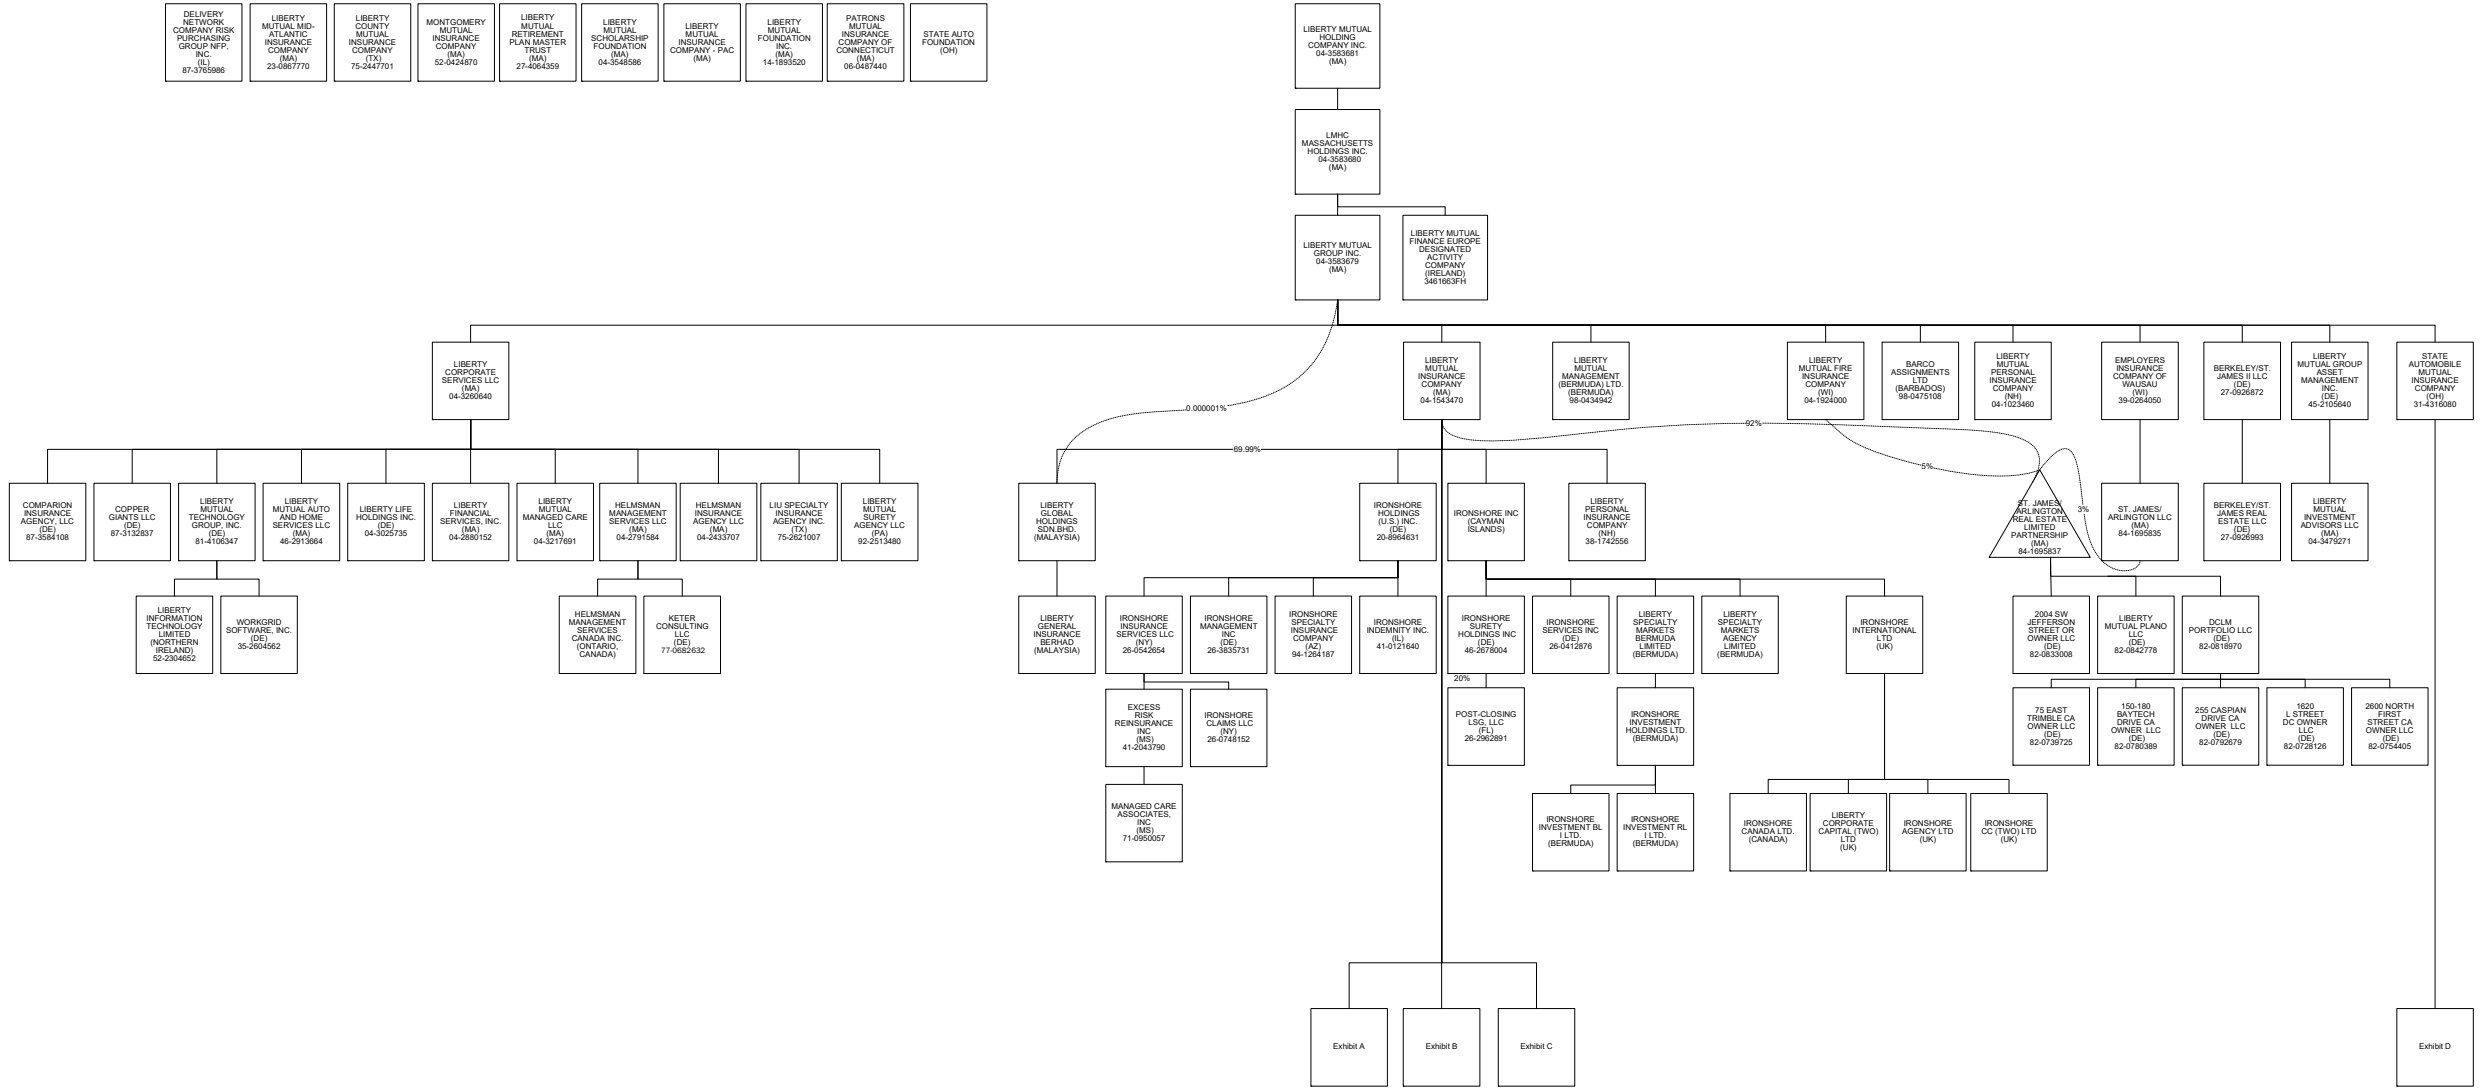 DELIVERY
NETWORK
COMPANY RISK
PURCHASING
GROUP NFP,
INC.
(IL)
87-3765986
LIBERTY
MUTUAL MID-
ATLANTIC
INSURANCE
COMPANY
(MA)
23-0867770
LIBERTY
COUNTY
MUTUAL
INSURANCE
COMPANY
(TX)
75-2447701
MONTGOMERY
MUTUAL
INSURANCE
COMPANY
(MA)
52-0424870
LIBERTY
MUTUAL
RETIREMENT
PLAN MASTER
TRUST
(MA)
27-4064359
LIBERTY
MUTUAL
SCHOLARSHIP
FOUNDATION
(MA)
04-3548586
LIBERTY
MUTUAL
INSURANCE
COMPANY - PAC
(MA)
LIBERTY
MUTUAL
FOUNDATION
INC.
(MA)
14-1893520
PATRONS
MUTUAL
INSURANCE
COMPANY OF
CONNECTICUT
(MA)
06-0487440
STATE AUTO
FOUNDATION
(OH)
LIBERTY MUTUAL
HOLDING
COMPANY INC.
04-3583681
(MA)
LMHC
MASSACHUSETTS
HOLDINGS INC.
04-3583680
(MA)
LIBERTY MUTUAL
GROUP INC.
04-3583679
(MA)
LIBERTY MUTUAL
FINANCE EUROPE
DESIGNATED
ACTIVITY
COMPANY
(IRELAND)
3461663FH
LIBERTY
CORPORATE
SERVICES LLC
(MA)
04-3260640
LIBERTY
MUTUAL
INSURANCE
COMPANY
(MA)
04-1543470
LIBERTY
MUTUAL
MANAGEMENT
(BERMUDA) LTD.
(BERMUDA)
98-0434942
LIBERTY
MUTUAL FIRE
INSURANCE
COMPANY
(WI)
04-1924000
BARCO
ASSIGNMENTS
LTD
(BARBADOS)
98-0475108
LIBERTY
MUTUAL
PERSONAL
INSURANCE
COMPANY
(NH)
04-1023460
EMPLOYERS
INSURANCE
COMPANY OF
WAUSAU
(WI)
39-0264050
BERKELEY/ST.
JAMES II LLC
(DE)
27-0926872
LIBERTY
MUTUAL GROUP
ASSET
MANAGEMENT
INC.
(DE)
45-2105640
STATE
AUTOMOBILE
MUTUAL
INSURANCE
COMPANY
(OH)
31-4316080
0.000001%
92%
69.99%
5%
3%
COMPARION
INSURANCE
AGENCY, LLC
(DE)
87-3584108
COPPER
GIANTS LLC
(DE)
87-3132837
LIBERTY
MUTUAL
TECHNOLOGY
GROUP, INC.
(DE)
81-4106347
LIBERTY
MUTUAL AUTO
AND HOME
SERVICES LLC
(MA)
46-2913664
LIBERTY LIFE
HOLDINGS INC.
(DE)
04-3025735
LIBERTY
FINANCIAL
SERVICES, INC.
(MA)
04-2880152
LIBERTY
MUTUAL
MANAGED CARE
LLC
(MA)
04-3217691
HELMSMAN
MANAGEMENT
SERVICES LLC
(MA)
04-2791584
HELMSMAN
INSURANCE
AGENCY LLC
(MA)
04-2433707
LIU SPECIALTY
INSURANCE
AGENCY INC.
(TX)
75-2621007
LIBERTY
MUTUAL
SURETY
AGENCY LLC
(PA)
92-2513480
LIBERTY
GLOBAL
HOLDINGS
SDN.BHD.
(MALAYSIA)
IRONSHORE
HOLDINGS
(U.S.) INC.
(DE)
20-8964631
IRONSHORE INC
(CAYMAN
ISLANDS)
LIBERTY
PERSONAL
INSURANCE
COMPANY
(NH)
38-1742556
ST. JAMES/
ARLINGTON
REAL ESTATE
LIMITED
PARTNERSHIP
(MA)
84-1695837
ST. JAMES/
ARLINGTON LLC
(MA)
84-1695835
BERKELEY/ST.
JAMES REAL
ESTATE LLC
(DE)
27-0926993
LIBERTY
MUTUAL
INVESTMENT
ADVISORS LLC
(MA)
04-3479271
LIBERTY
INFORMATION
TECHNOLOGY
LIMITED
(NORTHERN
IRELAND)
52-2304652
WORKGRID
SOFTWARE, INC.
(DE)
35-2604562
HELMSMAN
MANAGEMENT
SERVICES
CANADA INC.
(ONTARIO,
CANADA)
KETER
CONSULTING
LLC
(DE)
77-0682632
LIBERTY
GENERAL
INSURANCE
BERHAD
(MALAYSIA)
IRONSHORE
INSURANCE
SERVICES LLC
(NY)
26-0542654
IRONSHORE
MANAGEMENT
INC
(DE)
26-3835731
IRONSHORE
SPECIALTY
INSURANCE
COMPANY
(AZ)
94-1264187
IRONSHORE
INDEMNITY INC.
(IL)
41-0121640
IRONSHORE
SURETY
HOLDINGS INC
(DE)
46-2678004
IRONSHORE
SERVICES INC
(DE)
26-0412876
LIBERTY
SPECIALTY
MARKETS
BERMUDA
LIMITED
(BERMUDA)
LIBERTY
SPECIALTY
MARKETS
AGENCY
LIMITED
(BERMUDA)
IRONSHORE
INTERNATIONAL
LTD
(UK)
2004 SW
JEFFERSON
STREET OR
OWNER LLC
(DE)
82-0833008
LIBERTY
MUTUAL PLANO
LLC
(DE)
82-0842778
DCLM
PORTFOLIO LLC
(DE)
82-0818970
20%
EXCESS
RISK
REINSURANCE
INC
(MS)
41-2043790
IRONSHORE
CLAIMS LLC
(NY)
26-0748152
POST-CLOSING
LSG, LLC
(FL)
26-2962891
IRONSHORE
INVESTMENT
HOLDINGS LTD.
(BERMUDA)
75 EAST
TRIMBLE CA
OWNER LLC
(DE)
82-0739725
150-180
BAYTECH
DRIVE CA
OWNER  LLC
(DE)
82-0780389
255 CASPIAN
DRIVE CA
OWNER  LLC
(DE)
82-0792679
1620
L STREET
DC OWNER
LLC
(DE)
82-0728126
2600 NORTH
FIRST
STREET CA
OWNER LLC
(DE)
82-0754405
MANAGED CARE
ASSOCIATES,
INC
(MS)
71-0950057
IRONSHORE
INVESTMENT BL
I LTD.
(BERMUDA)
IRONSHORE
INVESTMENT RL
I LTD.
(BERMUDA)
IRONSHORE
CANADA LTD.
(CANADA)
LIBERTY
CORPORATE
CAPITAL (TWO)
LTD
(UK)
IRONSHORE
AGENCY LTD
(UK)
IRONSHORE
CC (TWO) LTD
(UK)
Exhibit A
Exhibit B
Exhibit C
Exhibit D